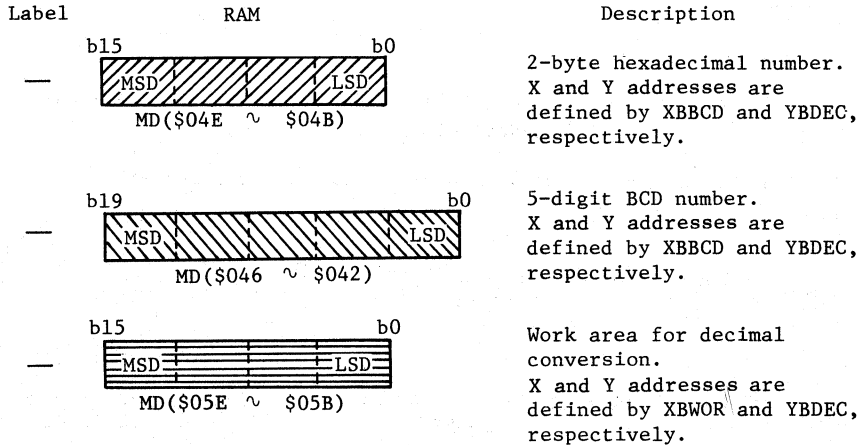 Label RAM Description
b15 b0
— MSD LSD
MD($04E ~ $04B)
2-byte hexadecimal number.
X and Y addresses are
defined by XBBCD and YBDEC,
respectively.
b19 b0
— MSD LSD
MD($046 ~ $042)
5-digit BCD number.
X and Y addresses are
defined by XBBCD and YBDEC,
respectively.
b15 b0
— MSD LSD
MD($05E ~ $05B)
Work area for decimal
conversion.
X and Y addresses are
defined by XBWOR and YBDEC,
respectively.